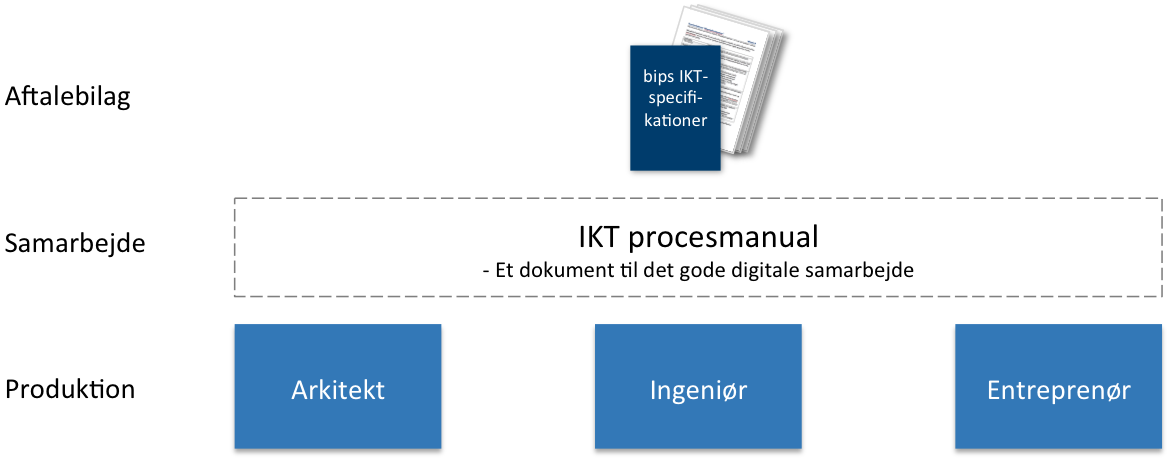 Aftalebilag
bips IKT-
specifi-
kationer
Samarbejde
IKT procesmanual
- Et dokument til det gode digitale samarbejde
Produktion
Arkitekt
Ingeniør
Entreprenør